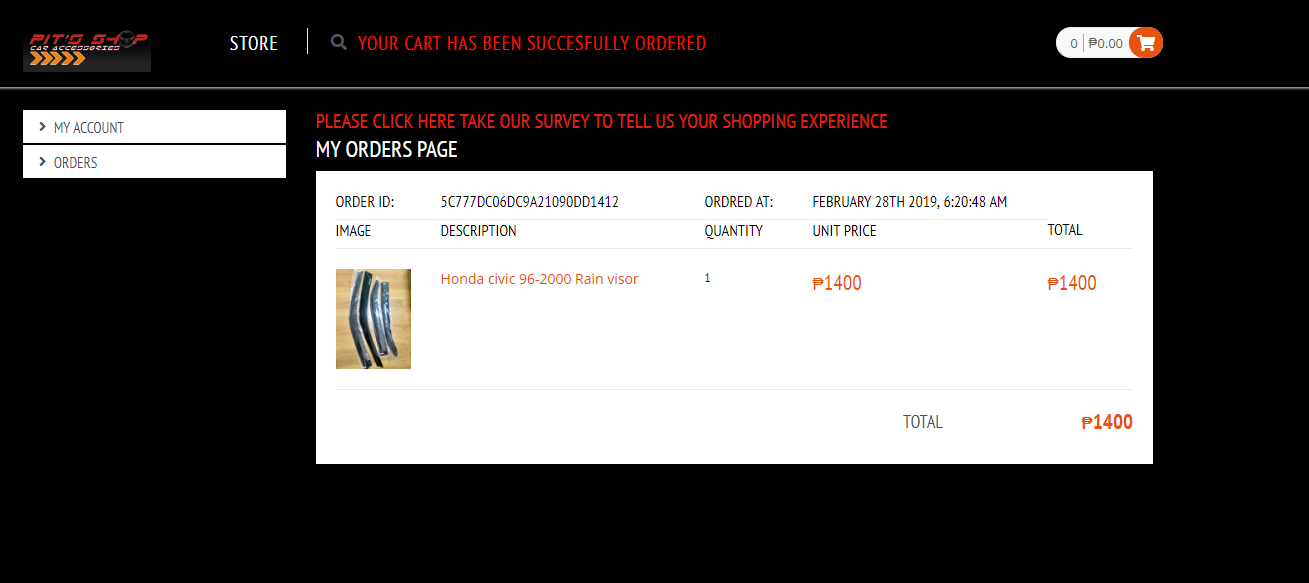 PIT'S SHOP
CAR ACCESSORIES
STORE
YOUR CART HAS BEEN SUCCESFULLY ORDERED
0 ₱0.00
MY ACCOUNT
ORDERS
PLEASE CLICK HERE TAKE OUR SURVEY TO TELL US YOUR SHOPPING EXPERIENCE
MY ORDERS PAGE
ORDER ID: 5C777DC06DC9A21090DD1412 ORDRED AT: FEBRUARY 28TH 2019, 6:20:48 AM
IMAGE DESCRIPTION QUANTITY UNIT PRICE TOTAL
Honda civic 96-2000 Rain visor 1 ₱1400 ₱1400
TOTAL ₱1400